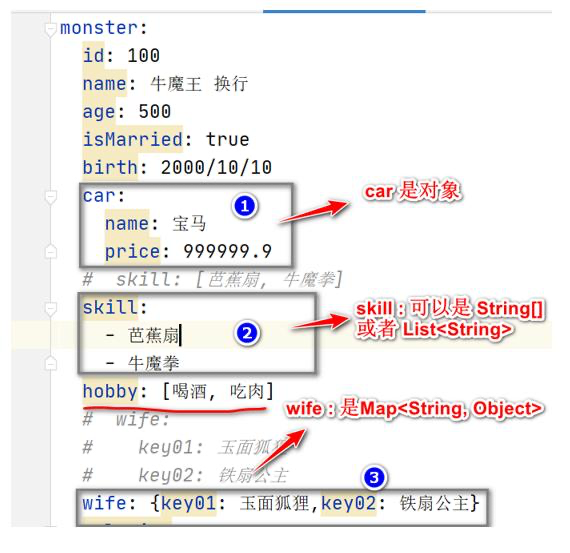 monster:
id: 100
name: 牛魔王 换行
age: 500
isMarried: true
birth: 2000/10/10
car:
name: 宝马
price: 999999.9
1
car 是对象
# skill: [芭蕉扇, 牛魔拳]
skill:
- 芭蕉扇
- 牛魔拳
2
skill : 可以是 String[]
或者 List<String>
hobby: [喝酒, 吃肉]
wife : 是Map<String, Object>
# wife:
# key01: 玉面狐狸
# key02: 铁扇公主
3
wife: {key01: 玉面狐狸,key02: 铁扇公主}